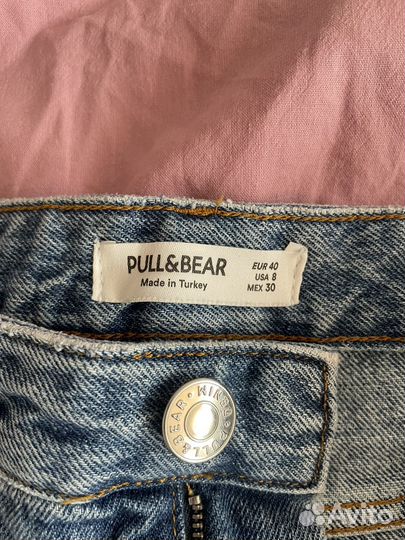 PULL&BEAR
Made in Turkey
EUR 40
USA 8
MEX 30
PULL&BEAR
Avito